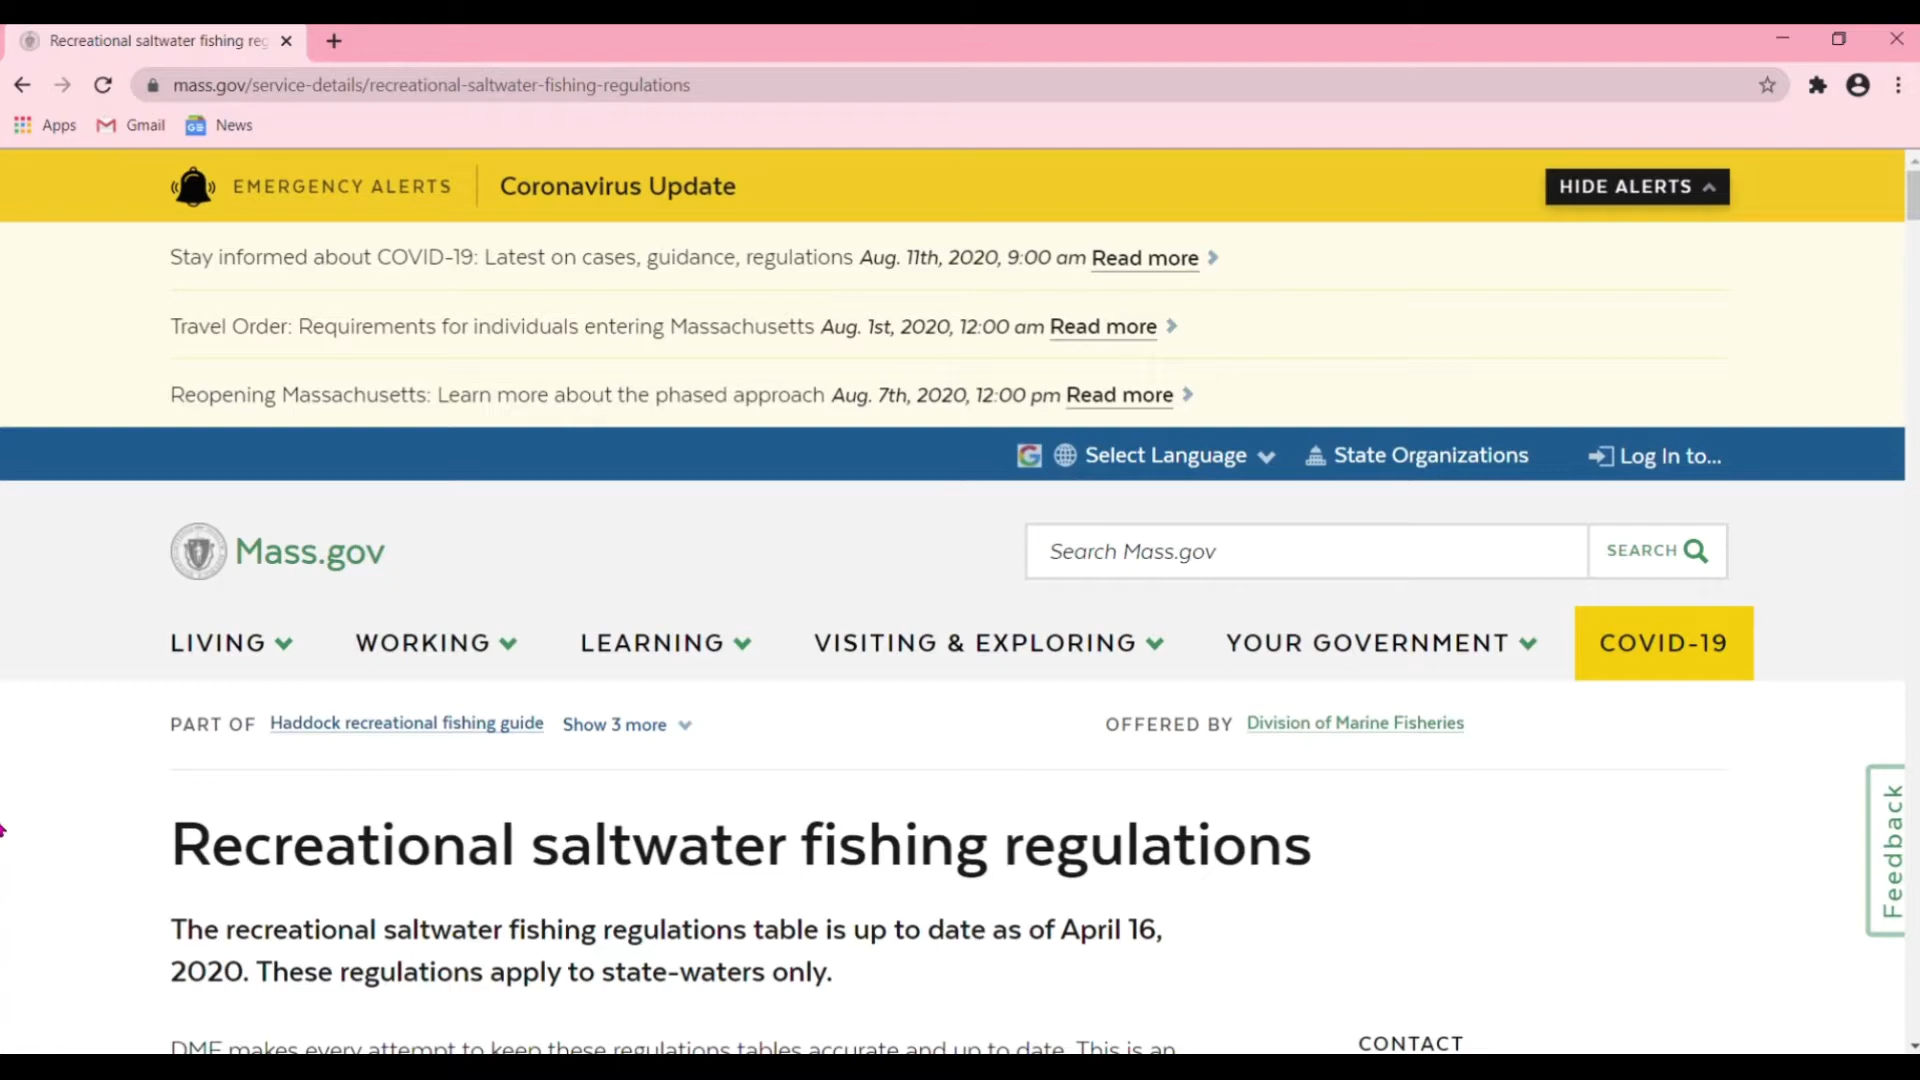 Recreational saltwater fishing reg
mass.gov/service-details/recreational-saltwater-fishing-regulations
Apps Gmail News
EMERGENCY ALERTS Coronavirus Update HIDE ALERTS
Stay informed about COVID-19: Latest on cases, guidance, regulations Aug. 11th, 2020, 9:00 am Read more
Travel Order: Requirements for individuals entering Massachusetts Aug. 1st, 2020, 12:00 am Read more
Reopening Massachusetts: Learn more about the phased approach Aug. 7th, 2020, 12:00 pm Read more
Select Language State Organizations Log In to...
Mass.gov Search Mass.gov SEARCH
LIVING WORKING LEARNING VISITING & EXPLORING YOUR GOVERNMENT COVID-19
PART OF Haddock recreational fishing guide Show 3 more OFFERED BY Division of Marine Fisheries
Recreational saltwater fishing regulations
Feedback
The recreational saltwater fishing regulations table is up to date as of April 16,
2020. These regulations apply to state-waters only.
DMF makes every attempt to keep these regulations tables accurate and up to date. This is an
CONTACT